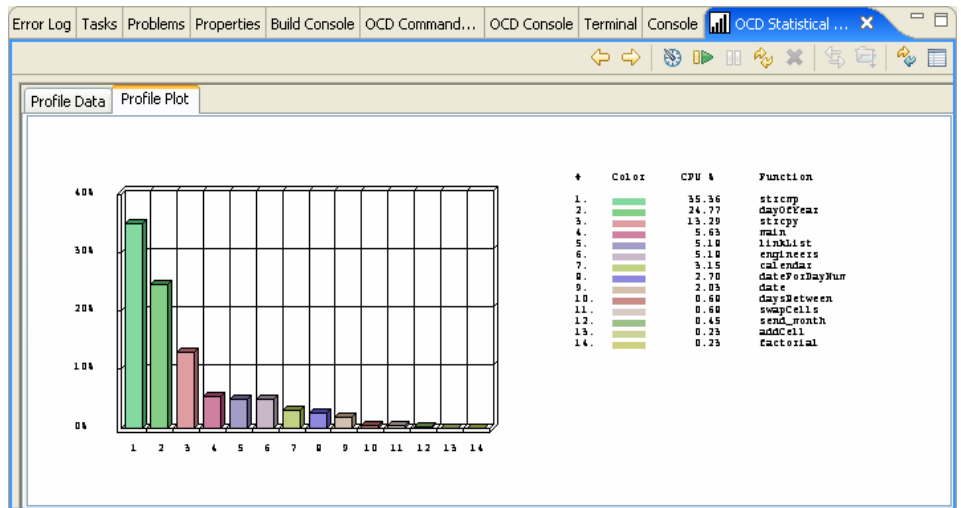 Error Log Tasks Problems Properties Build Console OCD Command... OCD Console Terminal Console OCD Statistical ...
Profile Data Profile Plot
# Color CPU % Function
1. 35.36 strcmp
2. 24.77 dayOfYear
3. 13.29 strcpy
4. 5.63 main
5. 5.18 linkList
6. 5.18 engineers
7. 3.15 calendar
8. 2.70 dateForDayNum
9. 2.03 date
10. 0.68 daysBetween
11. 0.68 swapCells
12. 0.45 send_month
13. 0.23 addCell
14. 0.23 factorial
40%
30%
20%
10%
0%
1 2 3 4 5 6 7 8 9 10 11 12 13 14